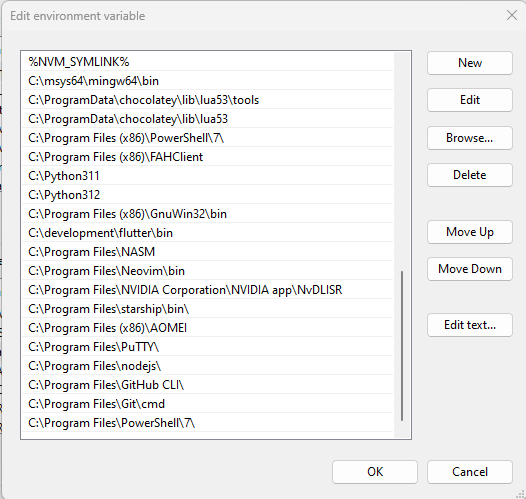 Edit environment variable
%NVM_SYMLINK%
C:\msys64\mingw64\bin
C:\ProgramData\chocolatey\lib\lua53\tools
C:\ProgramData\chocolatey\lib\lua53
C:\Program Files (x86)\PowerShell\7\
C:\Program Files (x86)\FAHClient
C:\Python311
C:\Python312
C:\Program Files (x86)\GnuWin32\bin
C:\development\flutter\bin
C:\Program Files\NASM
C:\Program Files\Neovim\bin
C:\Program Files\NVIDIA Corporation\NVIDIA app\NvDLISR
C:\Program Files\starship\bin\
C:\Program Files (x86)\AOMEI
C:\Program Files\PuTTY\
C:\Program Files\nodejs\
C:\Program Files\GitHub CLI\
C:\Program Files\Git\cmd
C:\Program Files\PowerShell\7\
New
Edit
Browse...
Delete
Move Up
Move Down
Edit text...
OK
Cancel